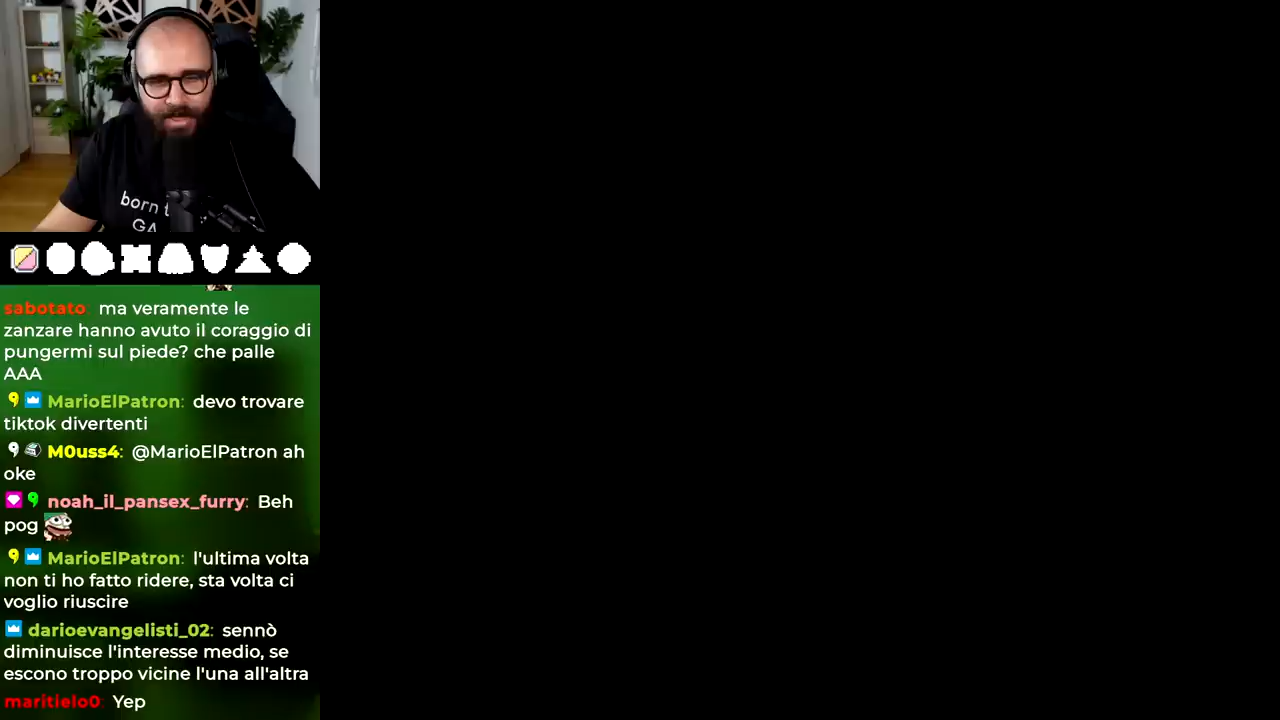 born t
GA
sabotato: ma veramente le
zanzare hanno avuto il coraggio di
pungermi sul piede? che palle
AAA
MarioElPatron: devo trovare
tiktok divertenti
M0uss4: @MarioElPatron ah
oke
noah_il_pansex_furry: Beh
pog
MarioElPatron: l'ultima volta
non ti ho fatto ridere, sta volta ci
voglio riuscire
darioevangelisti_02: sennò
diminuisce l'interesse medio, se
escono troppo vicine l'una all'altra
maritielo0: Yep